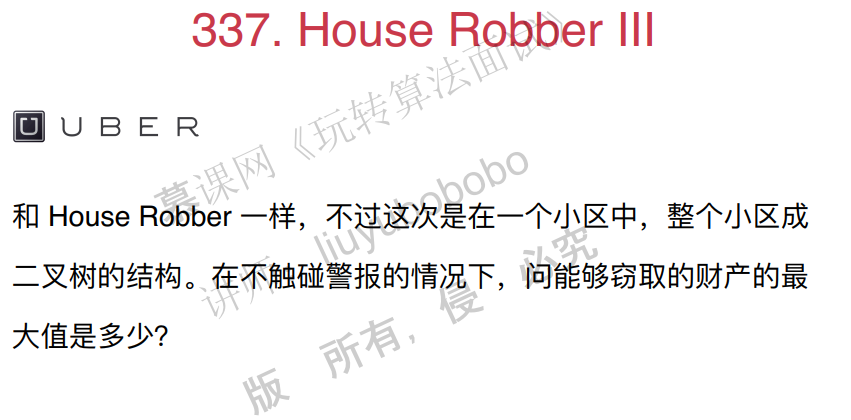 337. House Robber III
UBER
和 House Robber 一样，不过这次是在一个小区中，整个小区成
二叉树的结构。在不触碰警报的情况下，问能够窃取的财产的最
大值是多少？
慕课网《玩转算法面试》
讲师 liuyubobobo
版 所有，侵 必究